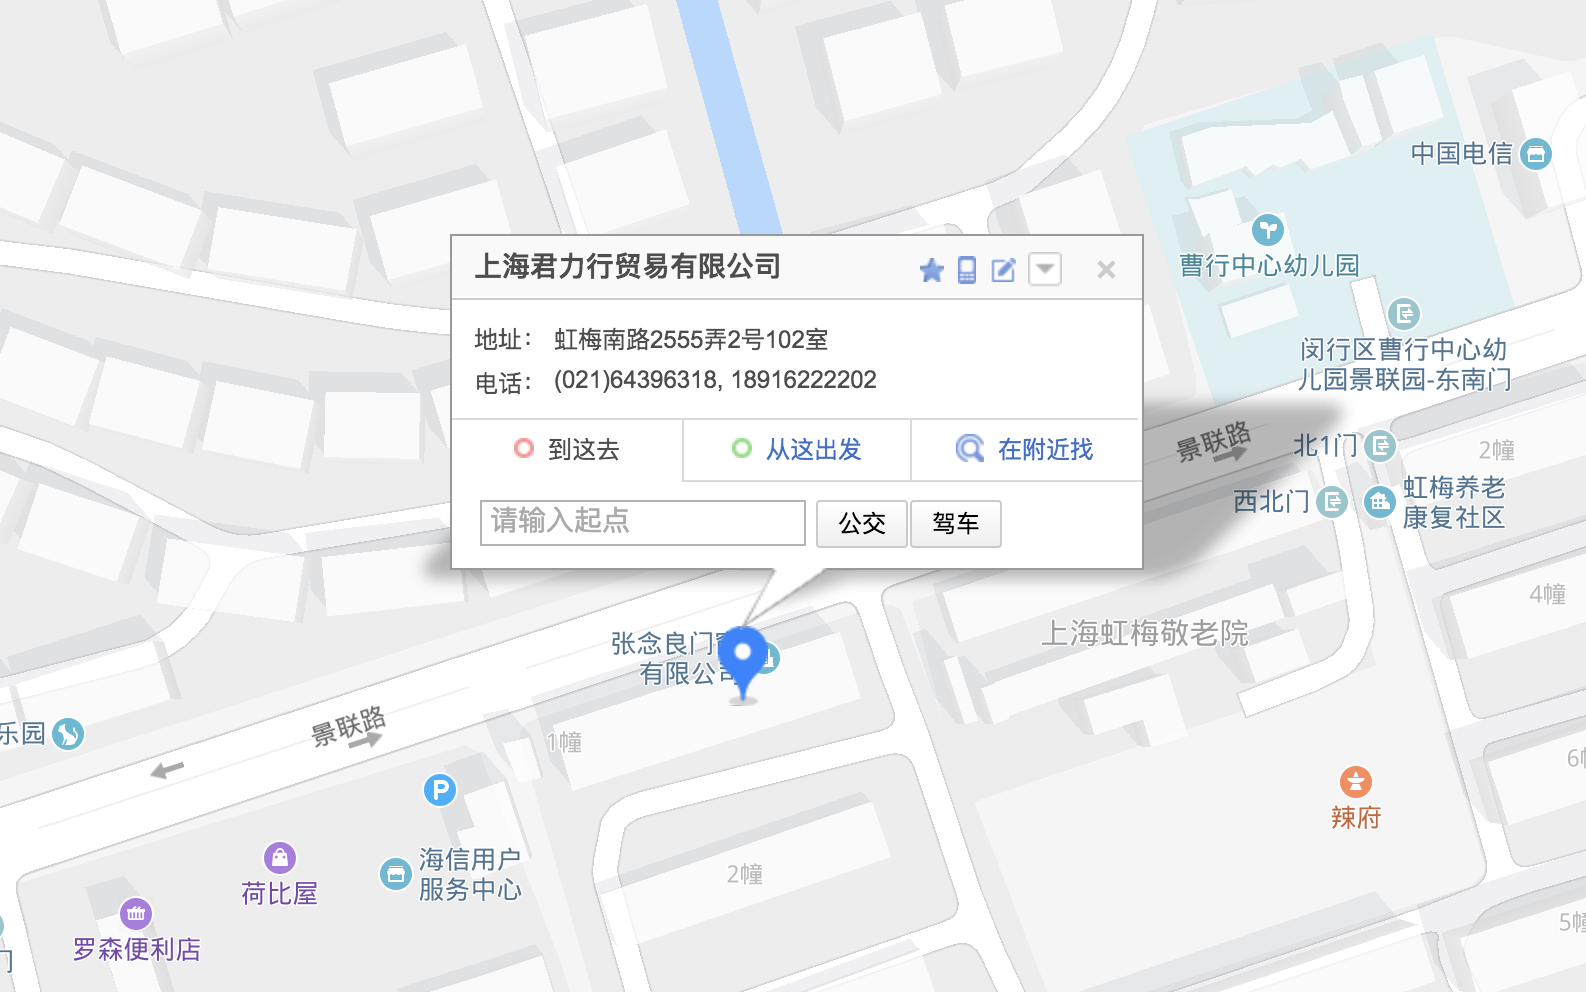 中国电信
曹行中心幼儿园
上海君力行贸易有限公司
地址： 虹梅南路2555弄2号102室
电话： (021)64396318, 18916222202
到这去
从这出发
在附近找
请输入起点
公交
驾车
闵行区曹行中心幼
儿园景联园-东南门
景联路
北1门
2幢
西北门
虹梅养老
康复社区
4幢
上海虹梅敬老院
张念良门
有限公司
乐园
景联路
1幢
P
6幢
辣府
海信用户
服务中心
2幢
荷比屋
罗森便利店
5幢
门